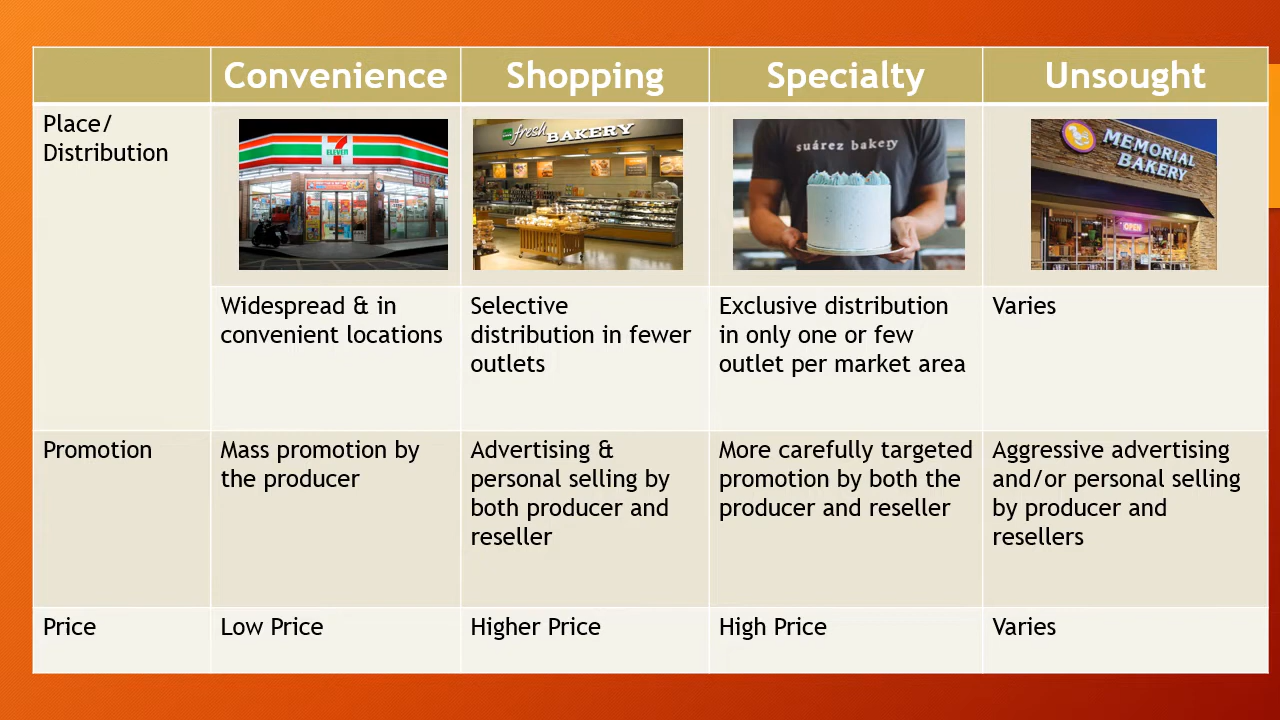 Convenience
Shopping
Specialty
Unsought
Place/
Distribution
7
ELEVEN
fresh
BAKERY
suárez bakery
MEMORIAL
BAKERY
OPEN
Widespread & in
convenient locations
Selective
distribution in fewer
outlets
Exclusive distribution
in only one or few
outlet per market area
Varies
Promotion
Mass promotion by
the producer
Advertising &
personal selling by
both producer and
reseller
More carefully targeted
promotion by both the
producer and reseller
Aggressive advertising
and/or personal selling
by producer and
resellers
Price
Low Price
Higher Price
High Price
Varies